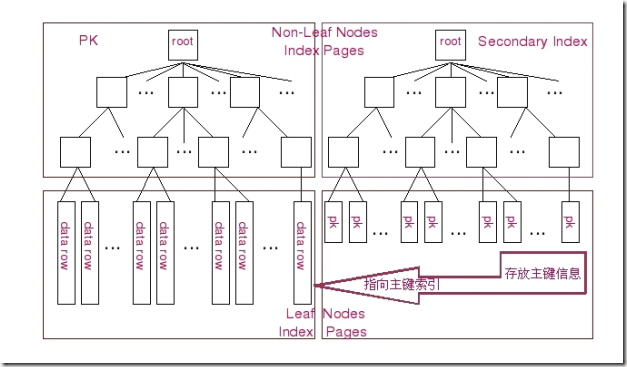 PK
root
Non-Leaf Nodes
Index Pages
root
Secondary Index
...
...
...
...
...
...
...
...
...
...
...
...
data row
data row
...
data row
data row
...
data row
data row
...
data row
pk
pk
...
pk
pk
...
pk
pk
...
pk
指向主键索引
存放主键信息
Leaf Nodes
Index Pages